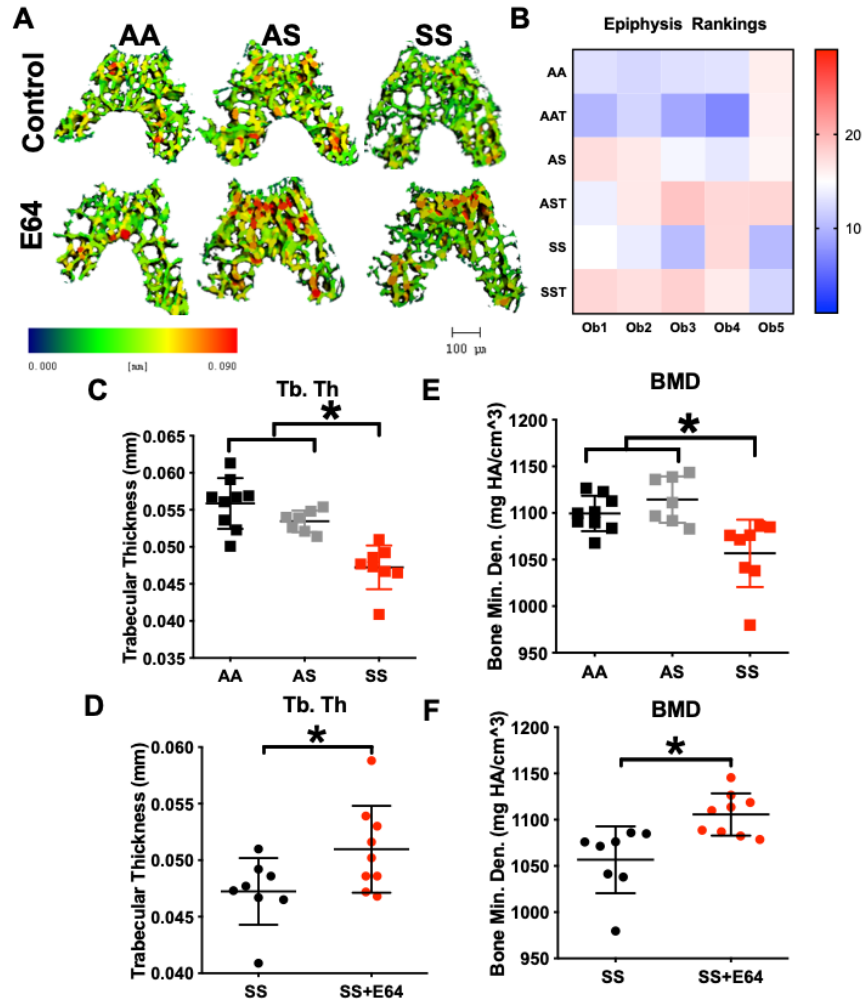 A
AA AS SS
Control
E64
0.000 [mm] 0.090
100 μm
B
Epiphysis Rankings
AA
AAT
AS
AST
SS
SST
Ob1 Ob2 Ob3 Ob4 Ob5
20
10
C
Tb. Th
*
Trabecular Thickness (mm)
0.065
0.060
0.055
0.050
0.045
0.040
0.035
AA AS SS
E
BMD
*
Bone Min. Den. (mg HA/cm^3)
1200
1150
1100
1050
1000
950
AA AS SS
D
Tb. Th
*
Trabecular Thickness (mm)
0.060
0.055
0.050
0.045
0.040
SS SS+E64
F
BMD
*
Bone Min. Den. (mg HA/cm^3)
1200
1150
1100
1050
1000
950
SS SS+E64